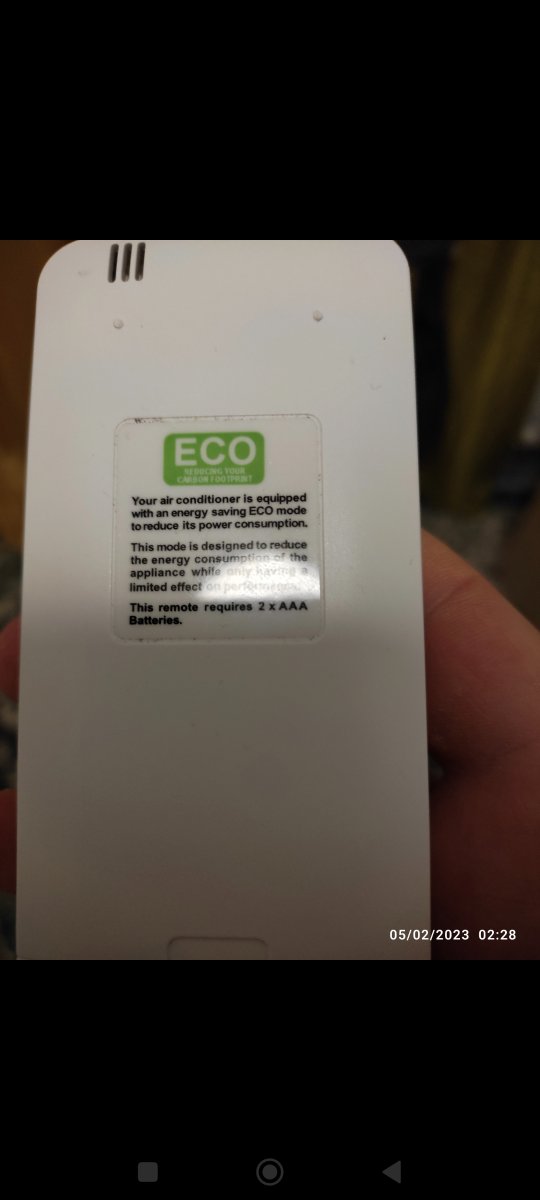 ECO
REDUCING YOUR
CARBON FOOTPRINT
Your air conditioner is equipped
with an energy saving ECO mode
to reduce its power consumption.
This mode is designed to reduce
the energy consumption of the
appliance while only having a
limited effect on performance.
This remote requires 2 x AAA
Batteries.
05/02/2023 02:28